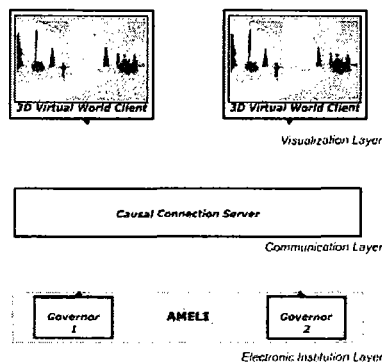 3D Virtual World Client 3D Virtual World Client
Visualization Layer
Causal Connection Server
Communication Layer
Governor 1 AMELI Governor 2
Electronic Institution Layer